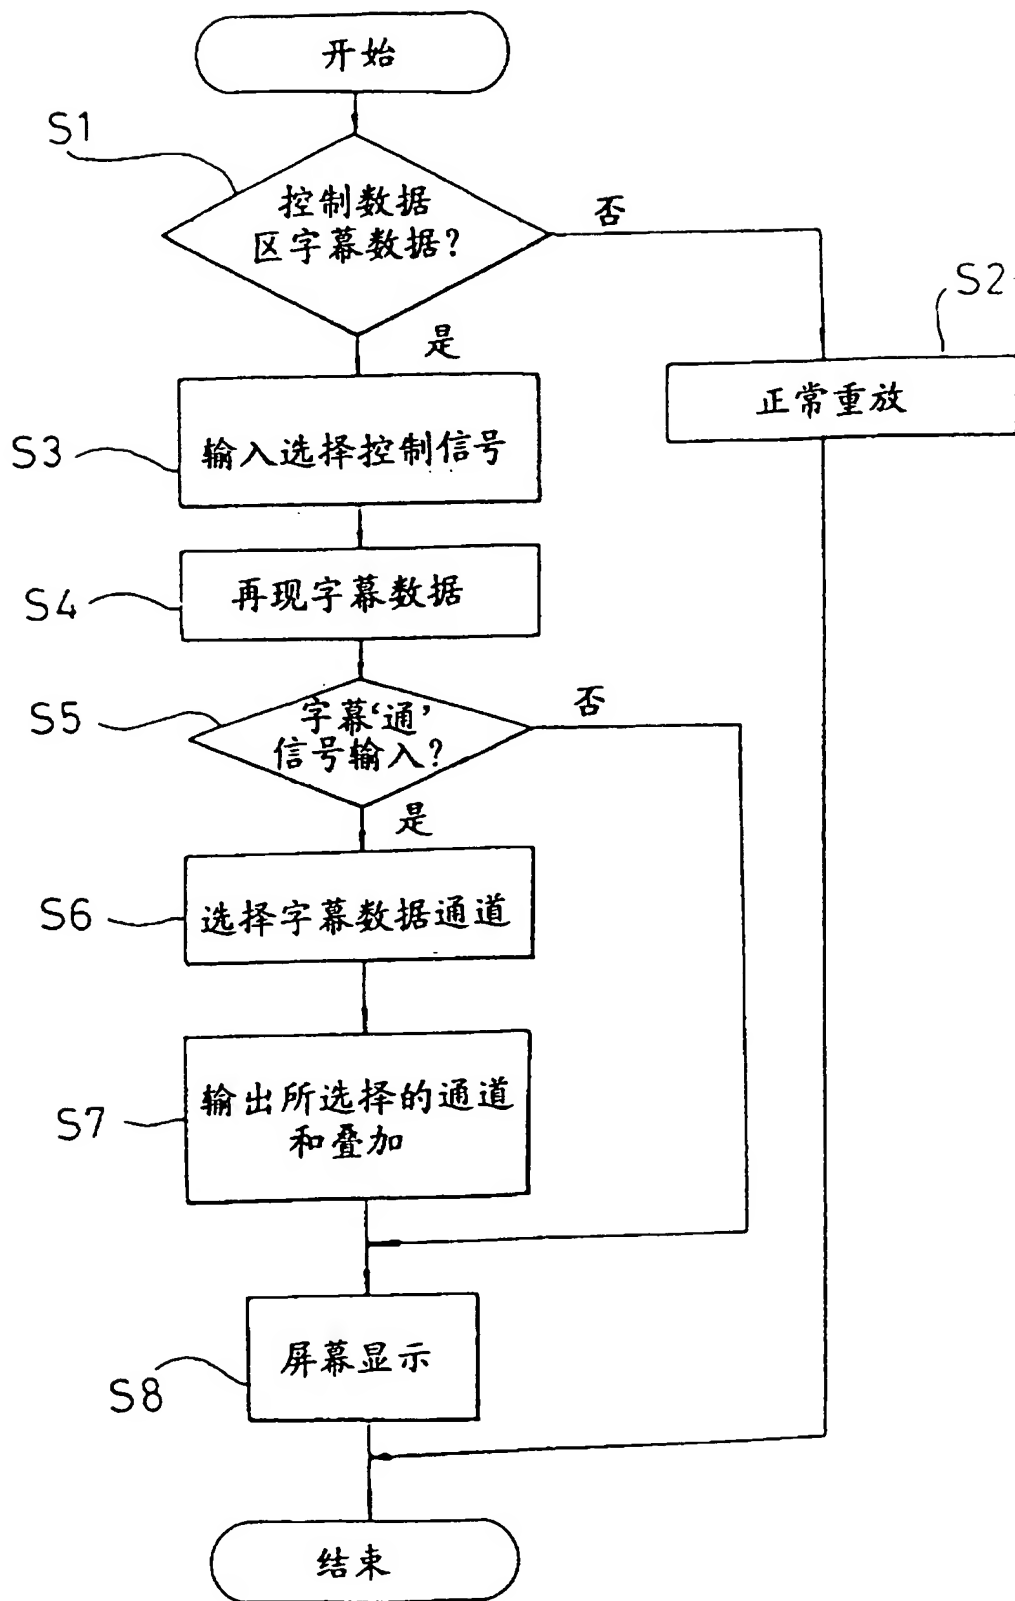 开始
S1
控制数据
区字幕数据?
否
S2
是
正常重放
S3
输入选择控制信号
S4
再现字幕数据
S5
字幕‘通’
信号输入?
否
是
S6
选择字幕数据通道
S7
输出所选择的通道
和叠加
S8
屏幕显示
结束